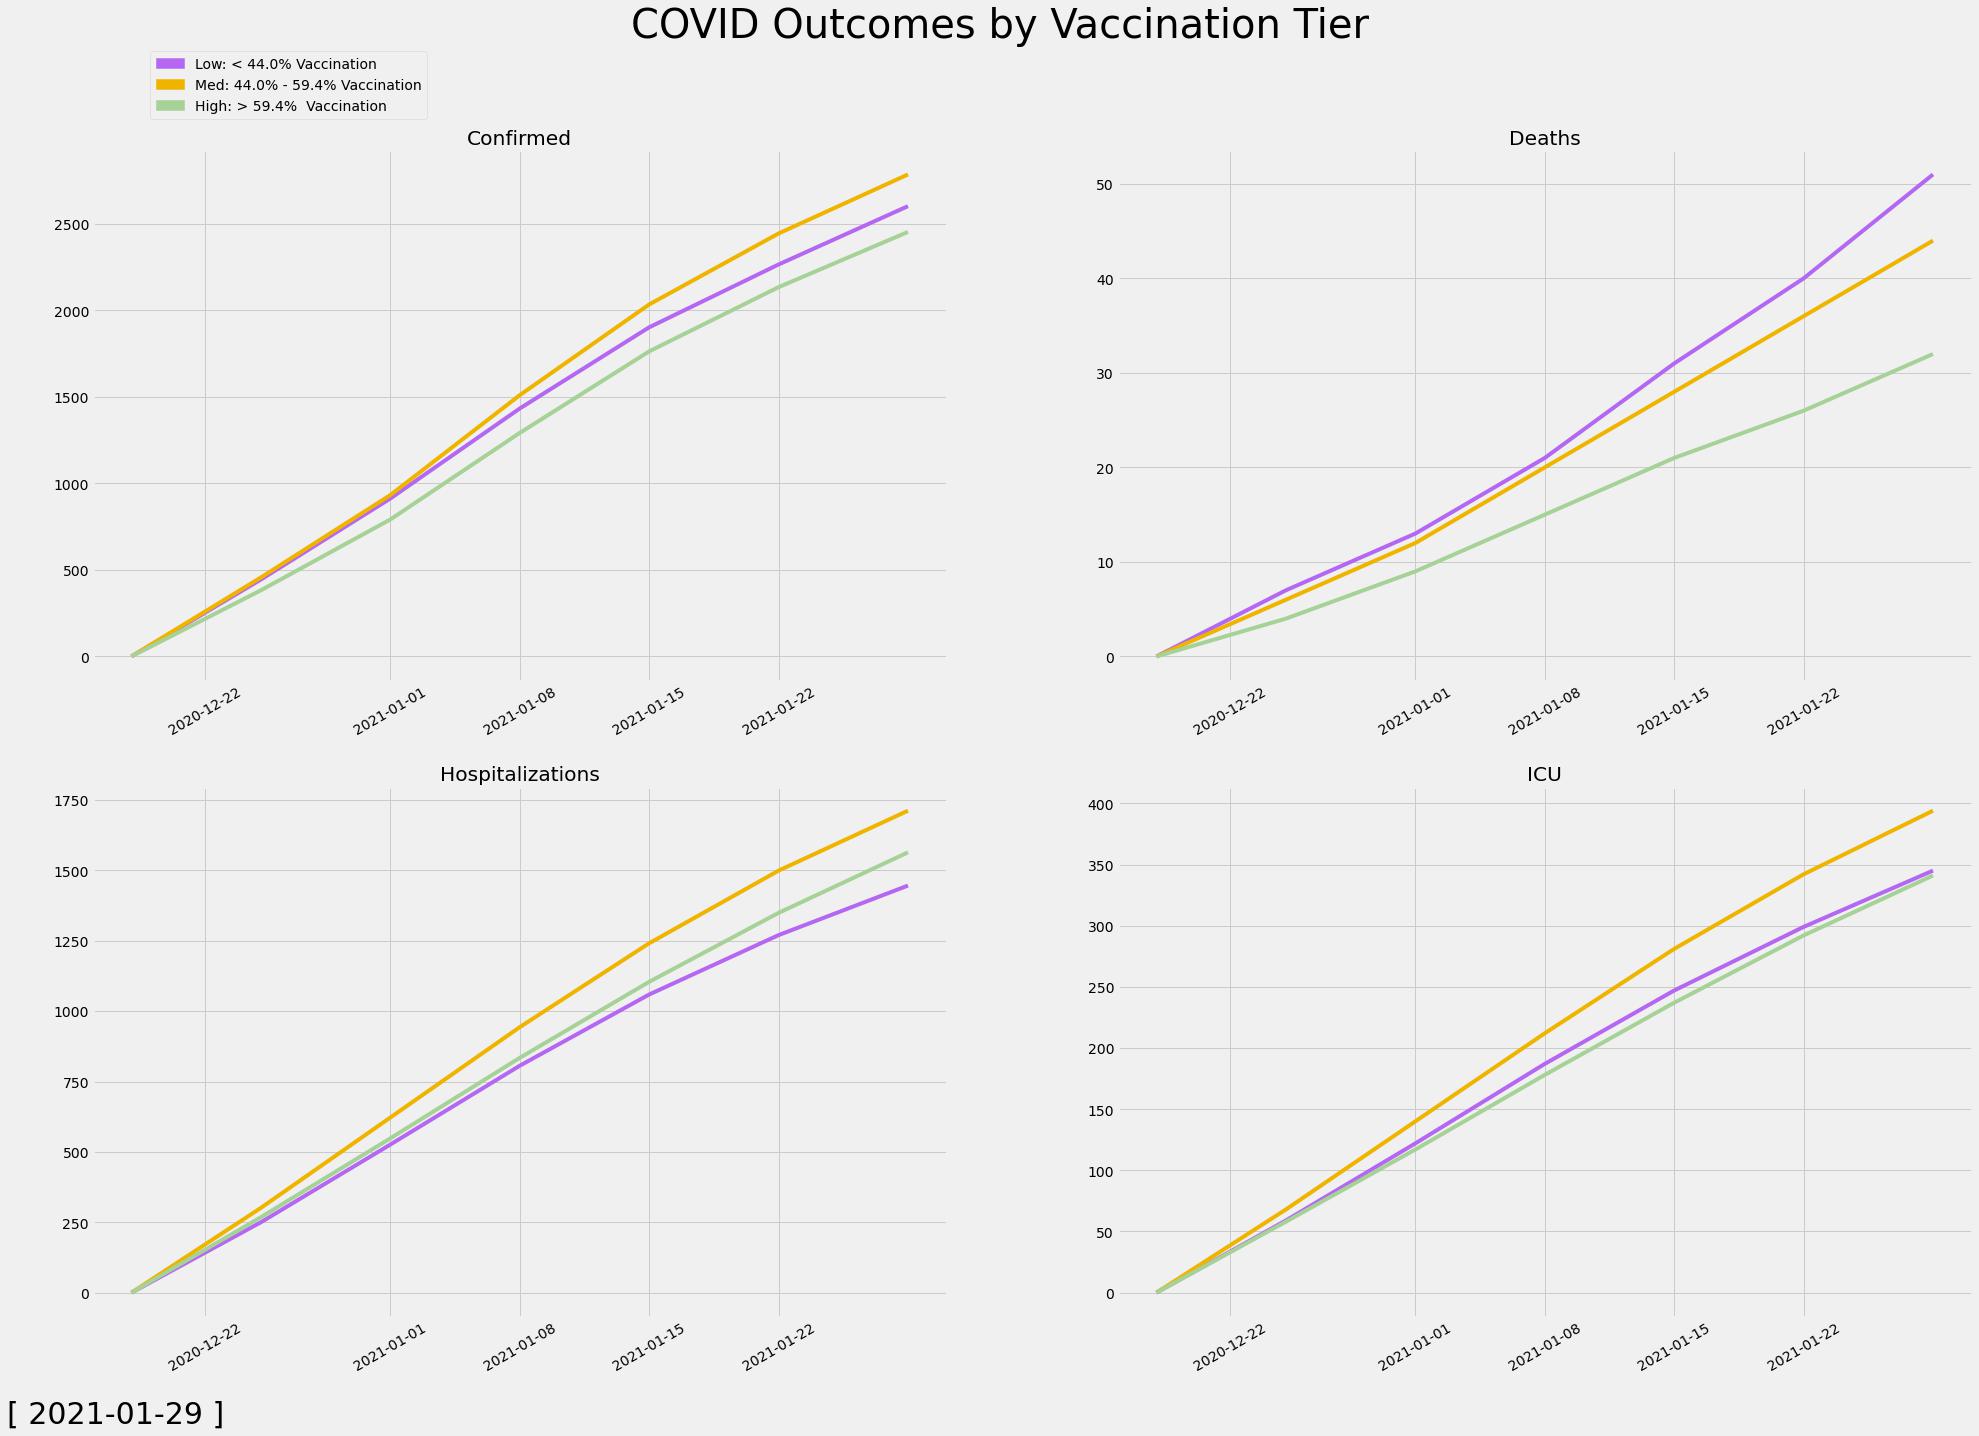 COVID Outcomes by Vaccination Tier
Low: < 44.0% Vaccination
Med: 44.0% - 59.4% Vaccination
High: > 59.4%  Vaccination
Confirmed
2500
2000
1500
1000
500
0
2020-12-22 2021-01-01 2021-01-08 2021-01-15 2021-01-22
Deaths
50
40
30
20
10
0
2020-12-22 2021-01-01 2021-01-08 2021-01-15 2021-01-22
Hospitalizations
1750
1500
1250
1000
750
500
250
0
2020-12-22 2021-01-01 2021-01-08 2021-01-15 2021-01-22
ICU
400
350
300
250
200
150
100
50
0
2020-12-22 2021-01-01 2021-01-08 2021-01-15 2021-01-22
[ 2021-01-29 ]